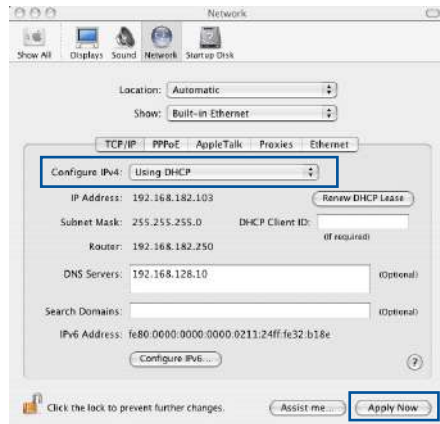 Network
Show All Displays Sound Network Startup Disk
Location: Automatic
Show: Built-in Ethernet
TCP/IP PPPoE AppleTalk Proxies Ethernet
Configure IPv4: Using DHCP
IP Address: 192.168.182.103 Renew DHCP Lease
Subnet Mask: 255.255.255.0 DHCP Client ID:
(If required)
Router: 192.168.182.250
DNS Servers: 192.168.128.10 (Optional)
Search Domains: (Optional)
IPv6 Address: fe80:0000:0000:0000:0211:24ff:fe32:b18e
Configure IPv6... ?
Click the lock to prevent further changes. Assist me... Apply Now